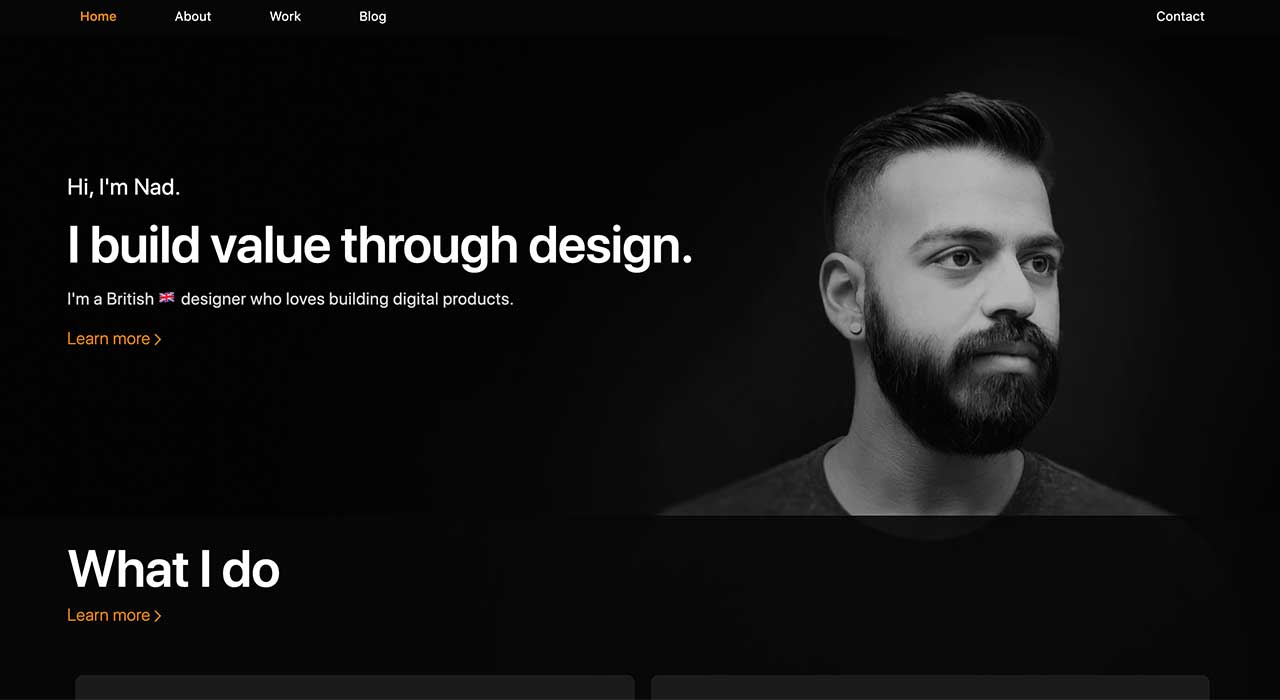 Home About Work Blog Contact
Hi, I'm Nad.
I build value through design.
I'm a British 🇬🇧 designer who loves building digital products.
Learn more >
What I do
Learn more >